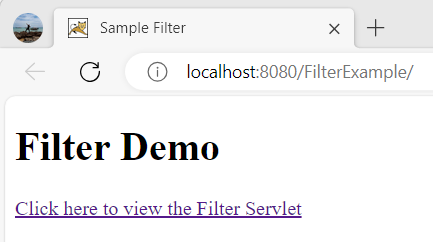 Sample Filter
localhost:8080/FilterExample/
Filter Demo
Click here to view the Filter Servlet